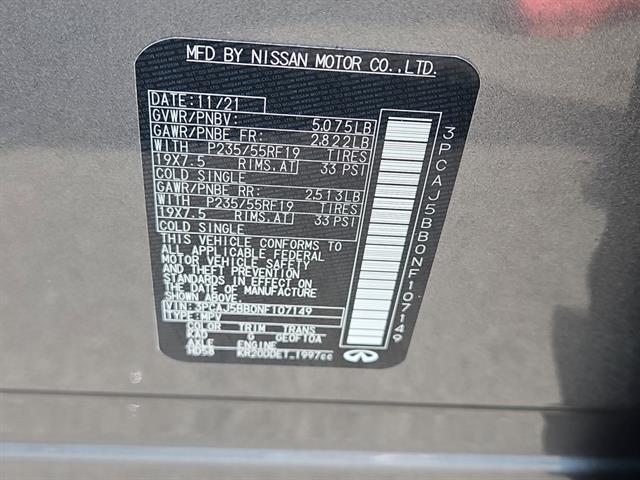 MFD BY NISSAN MOTOR CO.,LTD.
DATE: 11/21
GVWR/PNBV: 5.075LB
GAWR/PNBE FR: 2.822LB
WITH P235/55RF19 TIRES
19X7.5 RIMS.AT 33 PSI
COLD SINGLE
GAWR/PNBE RR: 2.513LB
WITH P235/55RF19 TIRES
19X7.5 RIMS.AT 33 PSI
COLD SINGLE
THIS VEHICLE CONFORMS TO
ALL APPLICABLE FEDERAL
MOTOR VEHICLE SAFETY
AND THEFT PREVENTION
STANDARDS IN EFFECT ON
THE DATE OF MANUFACTURE
SHOWN ABOVE.
VIN: 3PCAJ5BB0NF107149
TYPE: MPV
COLOR TRIM TRANS
KAD G GE0F10A
AXLE ENGINE
HD58 KR20DDET 1997cc
3PCAJ5BB0NF107149